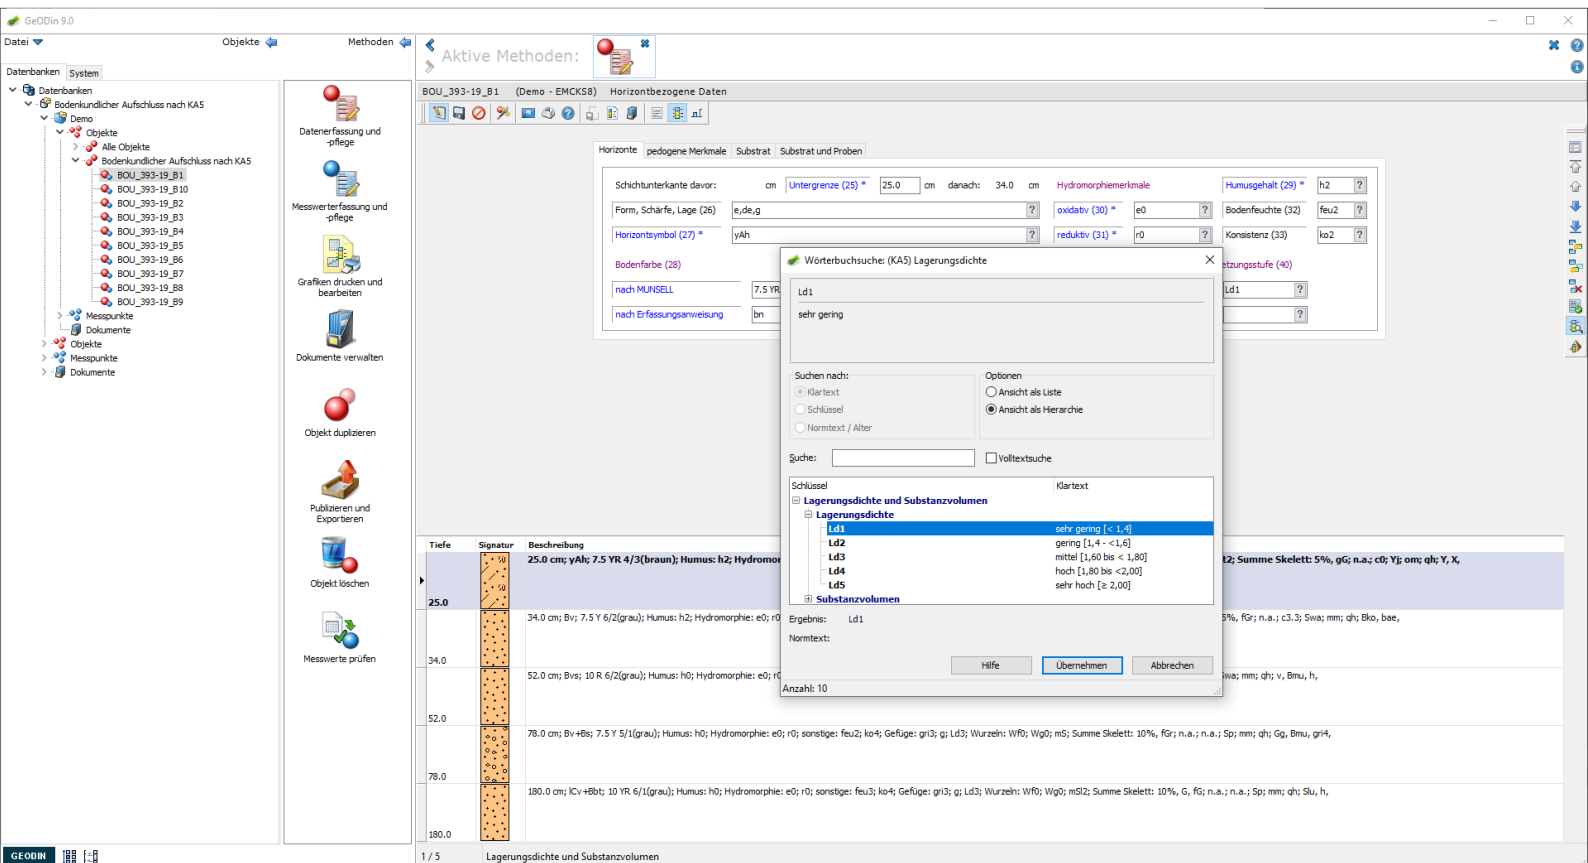 GeODin 9.0
Datei Objekte Methoden
Aktive Methoden:
Datenbanken System
Datenbanken
Bodenkundlicher Aufschluss nach KA5
Demo
Objekte
Alle Objekte
Bodenkundlicher Aufschluss nach KA5
BOU_393-19_B1
BOU_393-19_B10
BOU_393-19_B2
BOU_393-19_B3
BOU_393-19_B4
BOU_393-19_B5
BOU_393-19_B6
BOU_393-19_B7
BOU_393-19_B8
BOU_393-19_B9
Messpunkte
Dokumente
Objekte
Messpunkte
Dokumente
Datenerfassung und
-pflege
Messwerterfassung und
-pflege
Grafiken drucken und
bearbeiten
Dokumente verwalten
Objekt duplizieren
Publizieren und
Exportieren
Objekt löschen
Messwerte prüfen
BOU_393-19_B1 (Demo - EMCKS8) Horizontbezogene Daten
Horizonte pedogene Merkmale Substrat Substrat und Proben
Schichtunterkante davor: cm Untergrenze (25) * 25.0 cm danach: 34.0 cm Hydromorphiemerkmale Humusgehalt (29) * h2 ?
Form, Schärfe, Lage (26) e,de,g ? oxidativ (30) * e0 ? Bodenfeuchte (32) feu2 ?
Horizontsymbol (27) * yAh ? reduktiv (31) * r0 ? Konsistenz (33) ko2 ?
Bodenfarbe (28) etzungsstufe (40)
nach MUNSELL 7.5 YR Ld1 ?
nach Erfassungsanweisung bn ?
Wörterbuchsuche: (KA5) Lagerungsdichte
Ld1
sehr gering
Suchen nach: Optionen
Klartext Ansicht als Liste
Schlüssel Ansicht als Hierarchie
Normtext / Alter
Suche: Volltextsuche
Schlüssel Klartext
Lagerungsdichte und Substanzvolumen
Lagerungsdichte
Ld1 sehr gering [< 1,4]
Ld2 gering [1,4 - <1,6]
Ld3 mittel [1,60 bis < 1,80]
Ld4 hoch [1,80 bis <2,00]
Ld5 sehr hoch [≥ 2,00]
Substanzvolumen
Ergebnis: Ld1
Normtext:
Hilfe Übernehmen Abbrechen
Anzahl: 10
Tiefe Signatur Beschreibung
25.0 cm; yAh; 7.5 YR 4/3(braun); Humus: h2; Hydromor t2; Summe Skelett: 5%, gG; n.a.; c0; Yj; om; qh; Y, X,
25.0
34.0 cm; Bv; 7.5 Y 6/2(grau); Humus: h2; Hydromorphie: e0; r0 5%, fGr; n.a.; c3.3; Swa; mm; qh; Bko, bae,
34.0
52.0 cm; Bvs; 10 R 6/2(grau); Humus: h0; Hydromorphie: e0; r0 wa; mm; qh; v, Bmu, h,
52.0
78.0 cm; Bv+Bs; 7.5 Y 5/1(grau); Humus: h0; Hydromorphie: e0; r0; sonstige: feu2; ko4; Gefüge: gri3; g; Ld3; Wurzeln: Wf0; Wg0; mS; Summe Skelett: 10%, fGr; n.a.; n.a.; Sp; mm; qh; Gg, Bmu, gri4,
78.0
180.0 cm; lCv+Bbt; 10 YR 6/1(grau); Humus: h0; Hydromorphie: e0; r0; sonstige: feu3; ko4; Gefüge: gri3; g; Ld3; Wurzeln: Wf0; Wg0; mSl2; Summe Skelett: 10%, G, fG; n.a.; n.a.; Sp; mm; qh; Slu, h,
180.0
GEODIN
1 / 5 Lagerungsdichte und Substanzvolumen